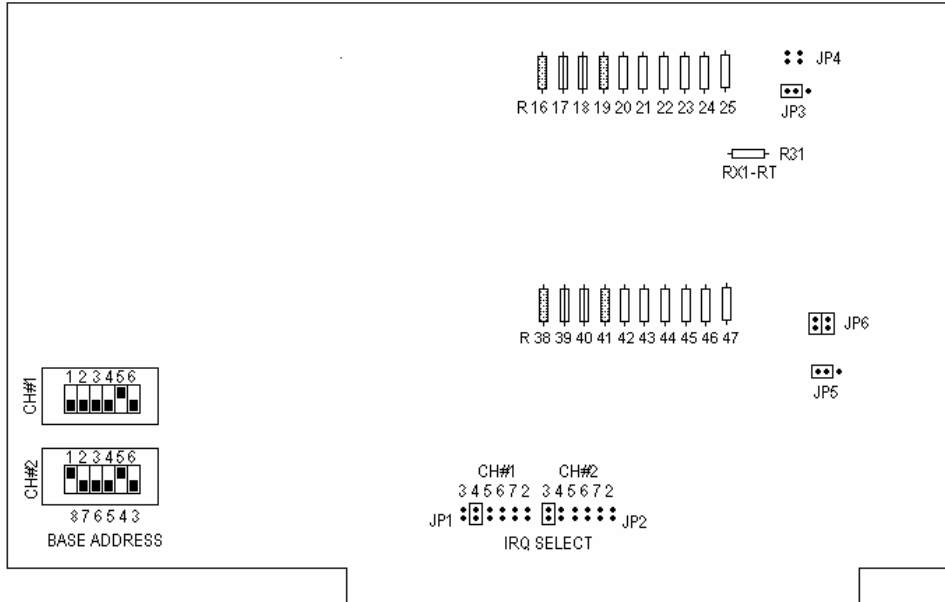 JP4
R 16 17 18 19 20 21 22 23 24 25
JP3
R31
RX1-RT
R 38 39 40 41 42 43 44 45 46 47
JP6
JP5
CH#1
1 2 3 4 5 6
CH#2
1 2 3 4 5 6
8 7 6 5 4 3
BASE ADDRESS
CH#1 CH#2
3 4 5 6 7 2 3 4 5 6 7 2
JP1 JP2
IRQ SELECT